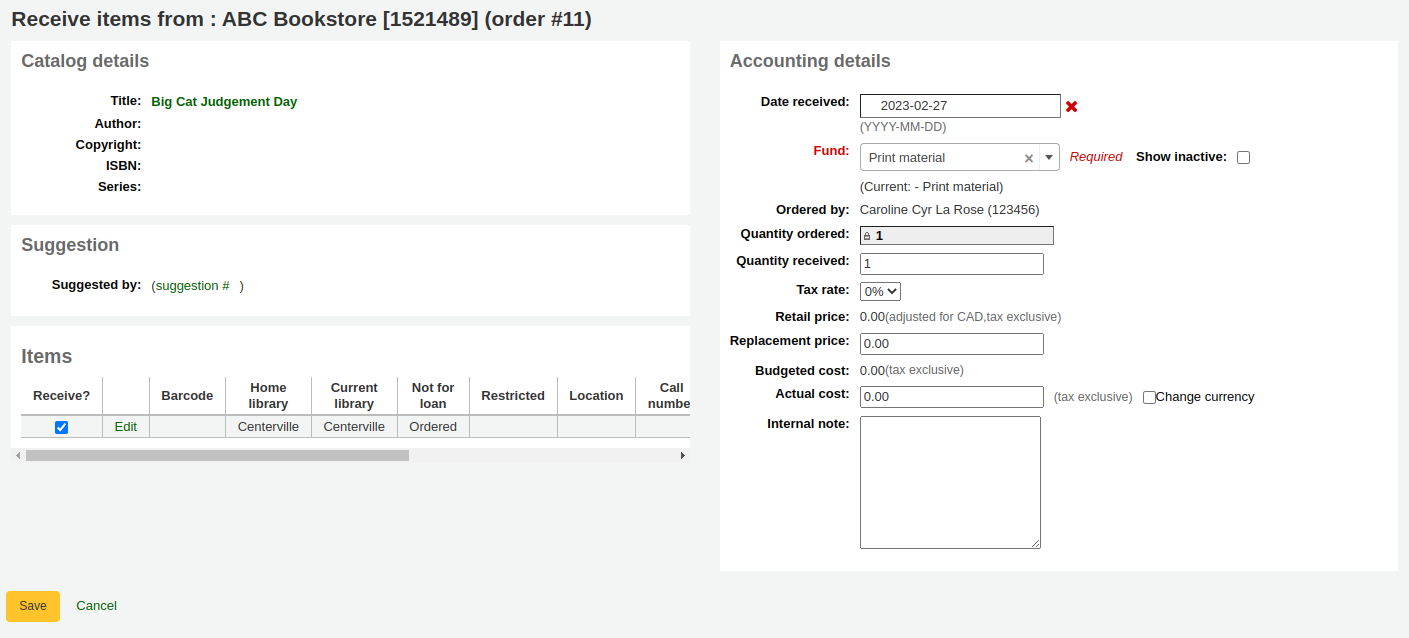 Receive items from : ABC Bookstore [1521489] (order #11)
Catalog details
Title: Big Cat Judgement Day
Author:
Copyright:
ISBN:
Series:
Suggestion
Suggested by: (suggestion # )
Items
Receive? Barcode Home library Current library Not for loan Restricted Location Call numbe
Edit Centerville Centerville Ordered
Accounting details
Date received: 2023-02-27
(YYYY-MM-DD)
Fund: Print material × Required Show inactive:
(Current: - Print material)
Ordered by: Caroline Cyr La Rose (123456)
Quantity ordered: 1
Quantity received: 1
Tax rate: 0%
Retail price: 0.00(adjusted for CAD,tax exclusive)
Replacement price: 0.00
Budgeted cost: 0.00(tax exclusive)
Actual cost: 0.00 (tax exclusive) Change currency
Internal note:
Save Cancel